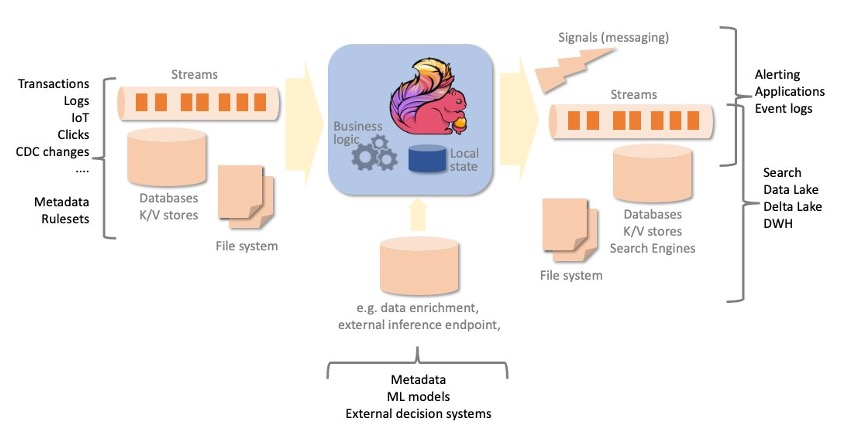 Transactions
Logs
IoT
Clicks
CDC changes
....
Metadata
Rulesets
Streams
Databases
K/V stores
File system
Business
logic
Local
state
e.g. data enrichment,
external inference endpoint,
Metadata
ML models
External decision systems
Signals (messaging)
Streams
Databases
K/V stores
Search Engines
File system
Alerting
Applications
Event logs
Search
Data Lake
Delta Lake
DWH